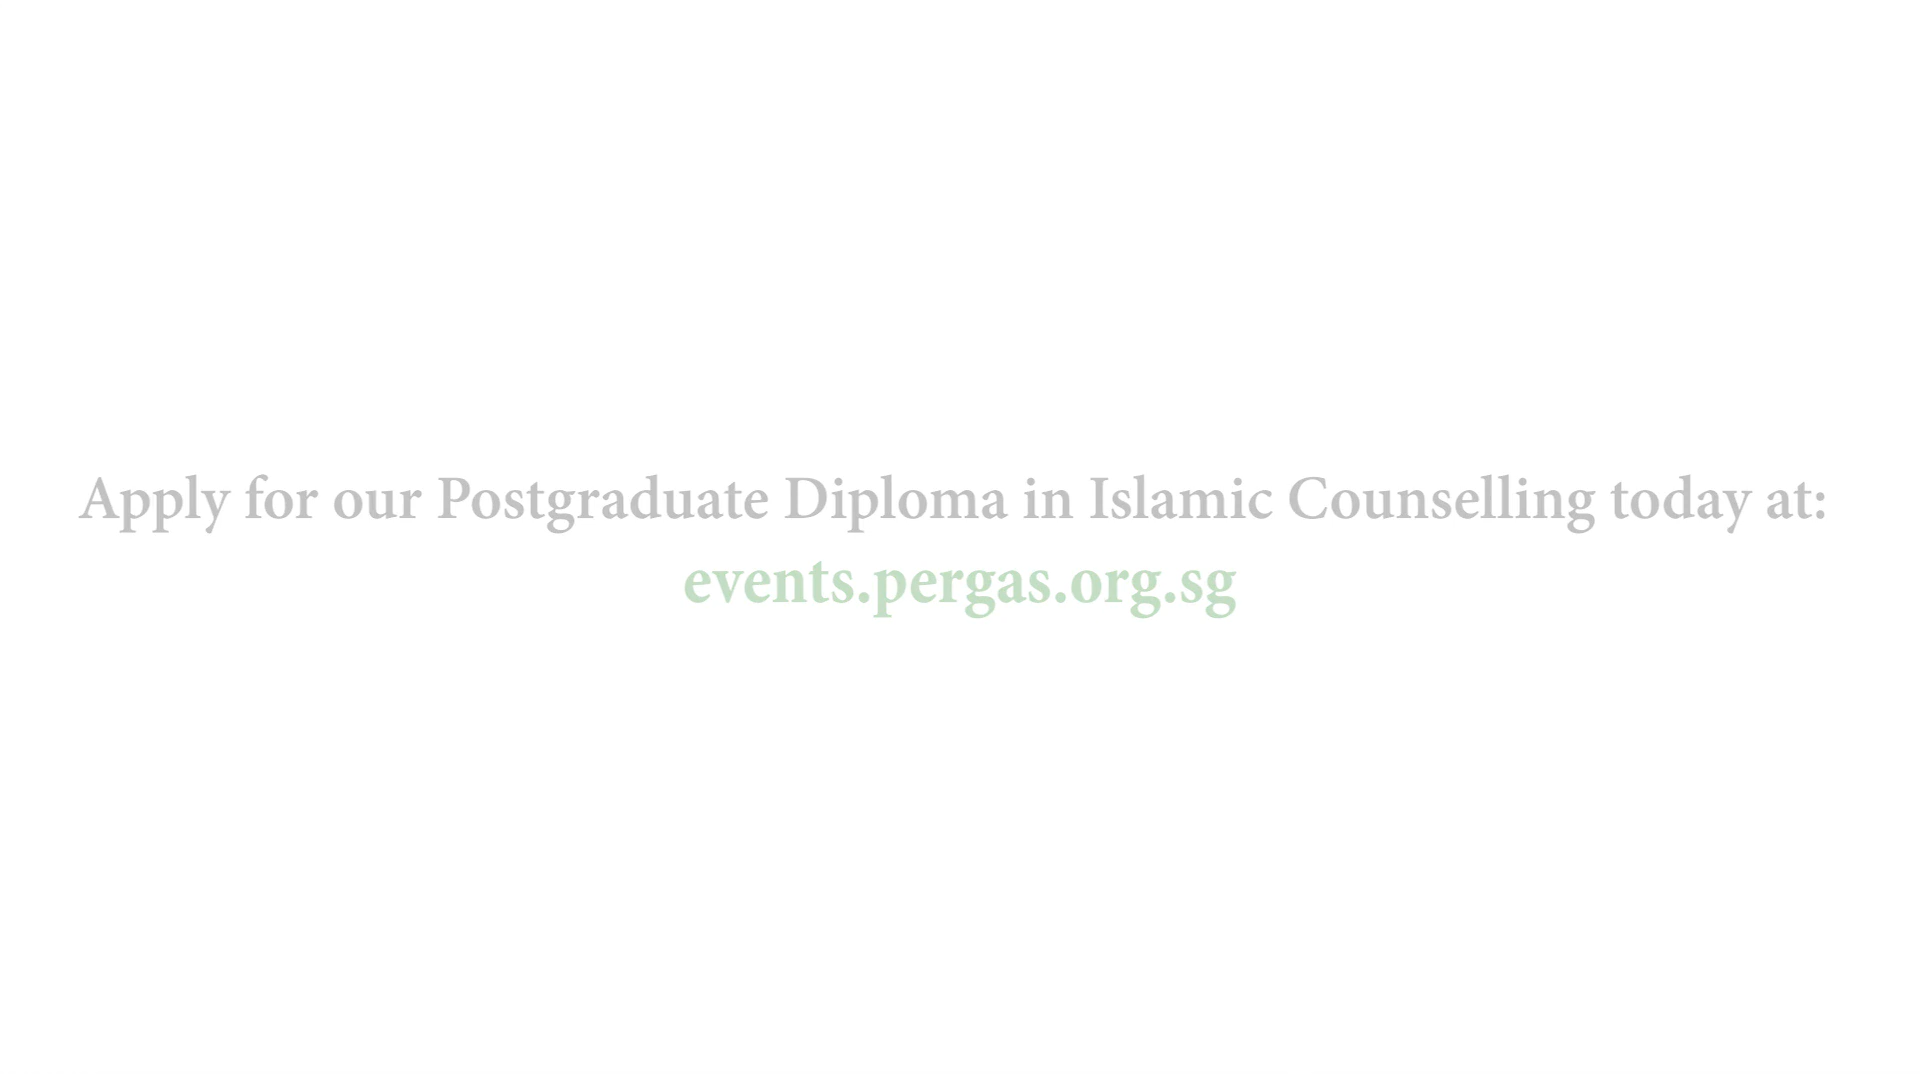 Apply for our Postgraduate Diploma in Islamic Counselling today at:
events.pergas.org.sg